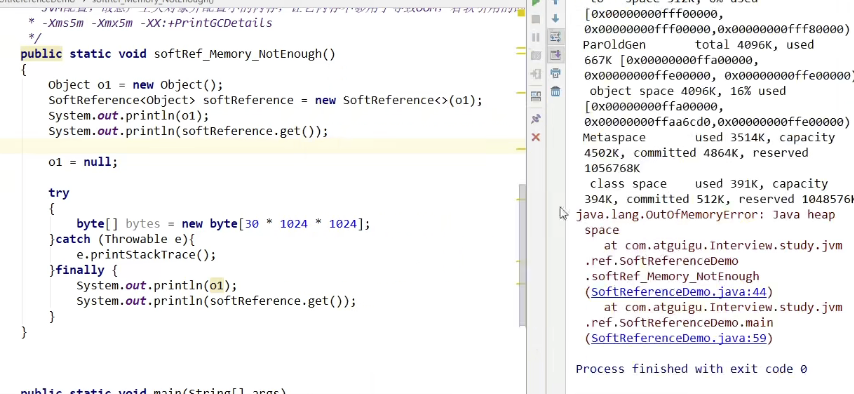 * -Xms5m -Xmx5m -XX:+PrintGCDetails
*/
public static void softRef_Memory_NotEnough()
{
Object o1 = new Object();
SoftReference<Object> softReference = new SoftReference<>(o1);
System.out.println(o1);
System.out.println(softReference.get());
o1 = null;
try
{
byte[] bytes = new byte[30 * 1024 * 1024];
}catch (Throwable e){
e.printStackTrace();
}finally {
System.out.println(o1);
System.out.println(softReference.get());
}
}
public static void main(String[] args)
[0x00000000fff00000,
0x00000000fff00000,0x00000000fff80000)
ParOldGen total 4096K, used
667K [0x00000000ffa00000,
0x00000000ffe00000, 0x00000000ffe00000)
object space 4096K, 16% used
[0x00000000ffa00000,
0x00000000ffaa6cd0,0x00000000ffe00000)
Metaspace used 3514K, capacity
4502K, committed 4864K, reserved
1056768K
class space used 391K, capacity
394K, committed 512K, reserved 1048576K
java.lang.OutOfMemoryError: Java heap
space
at com.atguigu.Interview.study.jvm
.ref.SoftReferenceDemo
.softRef_Memory_NotEnough
(SoftReferenceDemo.java:44)
at com.atguigu.Interview.study.jvm
.ref.SoftReferenceDemo.main
(SoftReferenceDemo.java:59)
Process finished with exit code 0